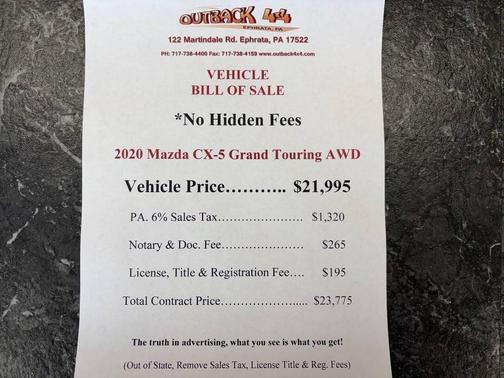 OUTBACK 4x4
EPHRATA, PA
122 Martindale Rd. Ephrata, PA 17522
PH: 717-738-4400 Fax: 717-738-4159 www.outback4x4.com
VEHICLE
BILL OF SALE
*No Hidden Fees
2020 Mazda CX-5 Grand Touring AWD
Vehicle Price……….. $21,995
PA. 6% Sales Tax…………………. $1,320
Notary & Doc. Fee………………… $265
License, Title & Registration Fee…. $195
Total Contract Price………………..... $23,775
The truth in advertising, what you see is what you get!
(Out of State, Remove Sales Tax, License Title & Reg. Fees)